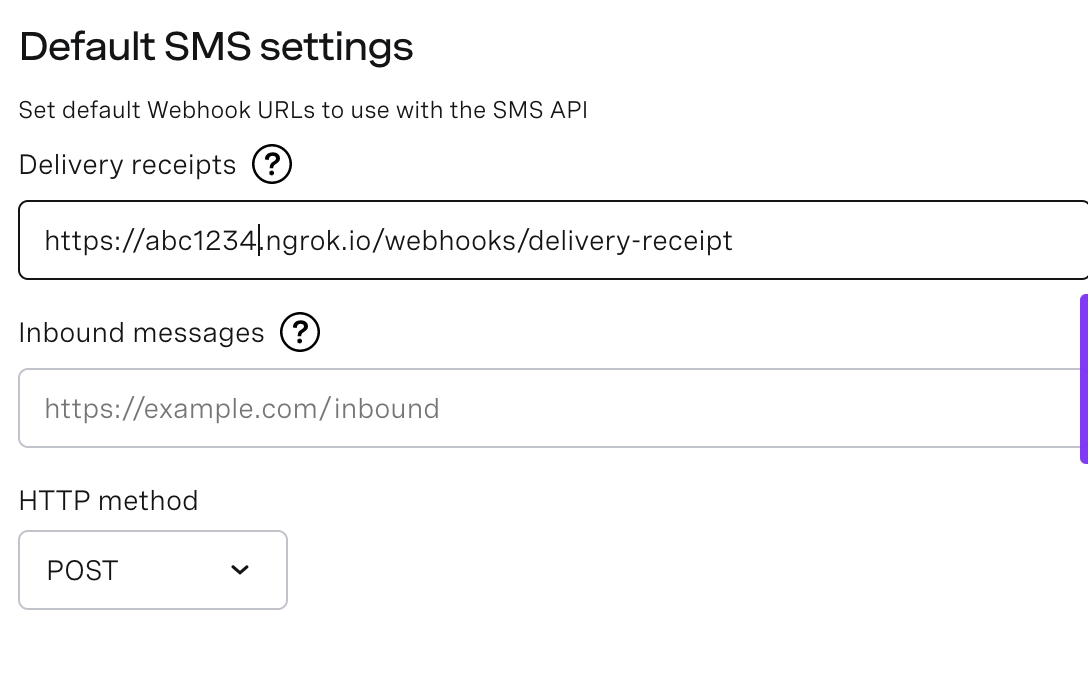 Default SMS settings
Set default Webhook URLs to use with the SMS API
Delivery receipts ?
https://abc1234.ngrok.io/webhooks/delivery-receipt
Inbound messages ?
https://example.com/inbound
HTTP method
POST